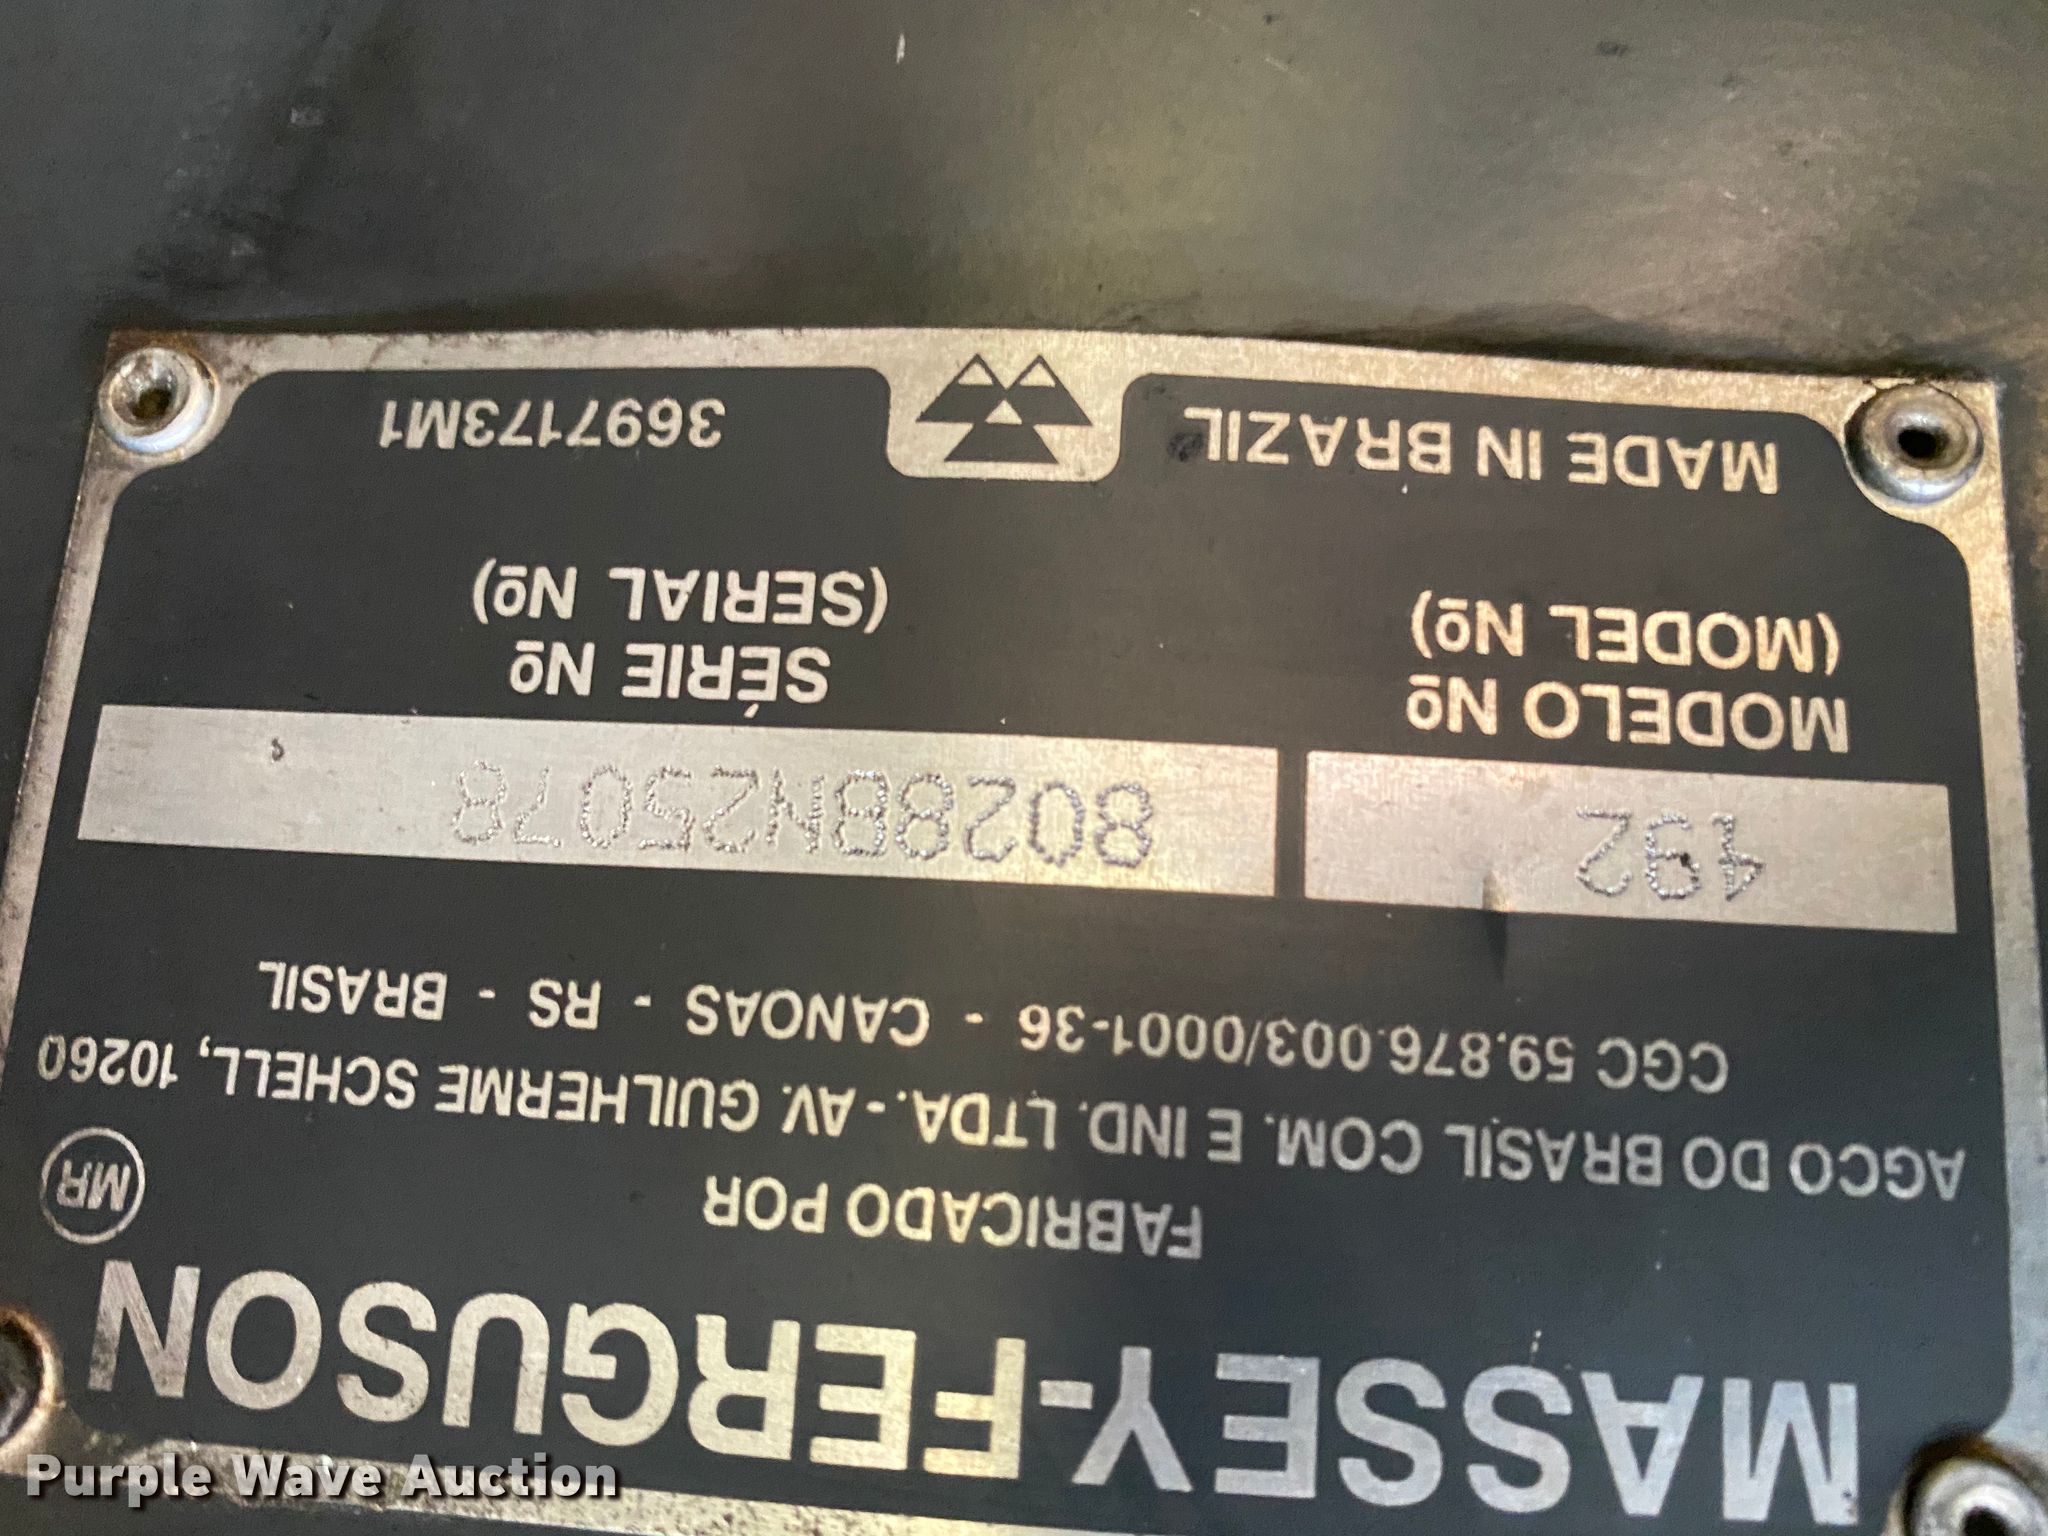 MASSEY-FERGUSON
MR
FABRICADO POR
AGCO DO BRASIL COM. E IND. LTDA. - AV. GUILHERME SCHELL, 10260
CGC 59.876.003/0001-36 - CANOAS - RS - BRASIL
492 80288BN25078
MODELO Nº SÉRIE Nº
(MODEL Nº) (SERIAL Nº)
MADE IN BRAZIL 3697173M1
Purple Wave Auction